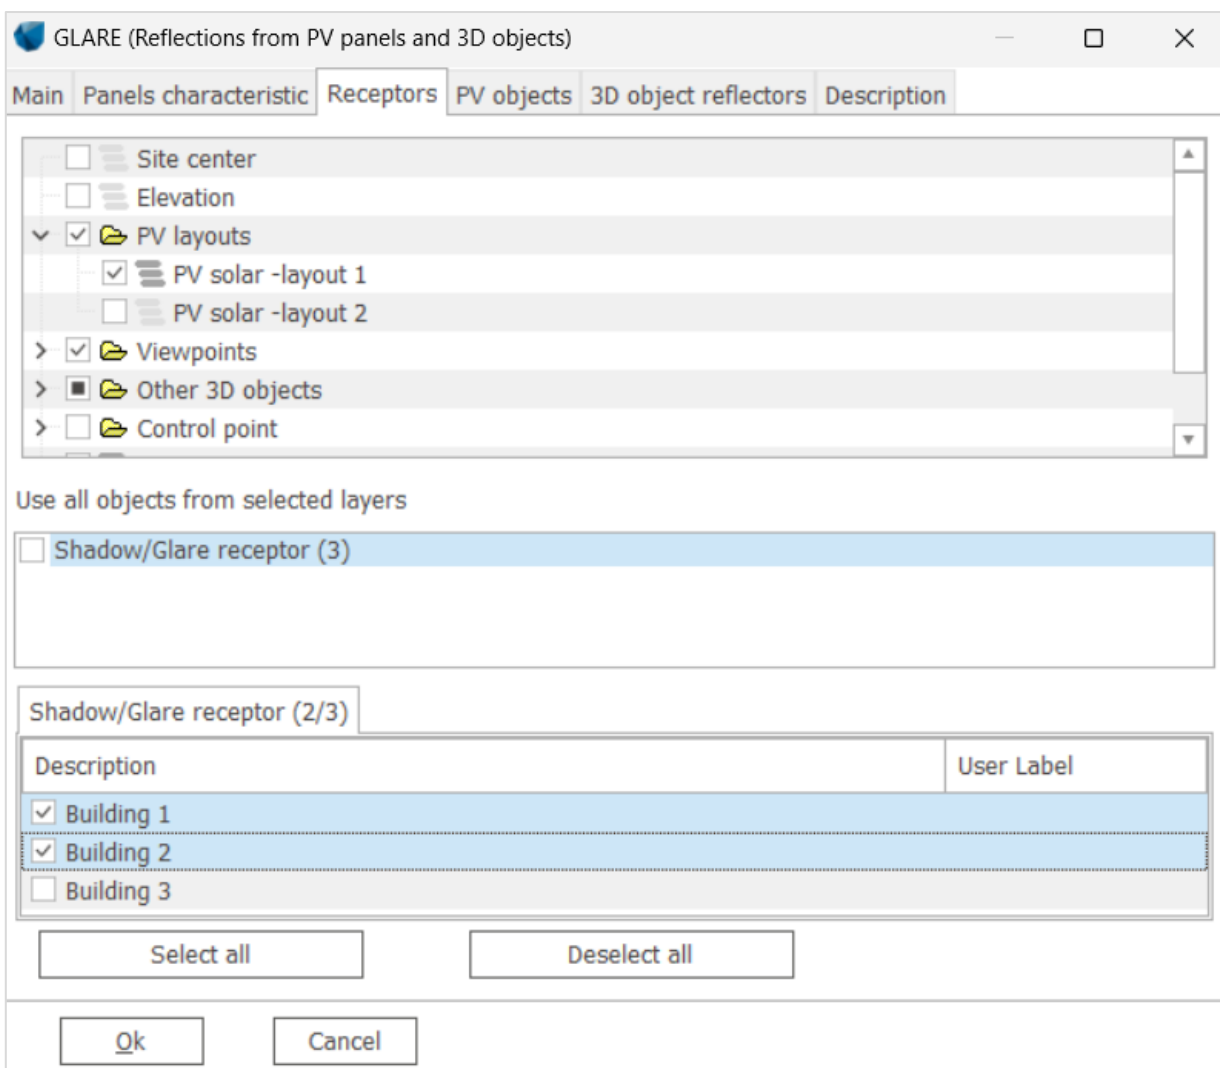 GLARE (Reflections from PV panels and 3D objects)
Main Panels characteristic Receptors PV objects 3D object reflectors Description
Site center
Elevation
PV layouts
PV solar -layout 1
PV solar -layout 2
Viewpoints
Other 3D objects
Control point
Use all objects from selected layers
Shadow/Glare receptor (3)
Shadow/Glare receptor (2/3)
Description User Label
Building 1
Building 2
Building 3
Select all Deselect all
Ok Cancel